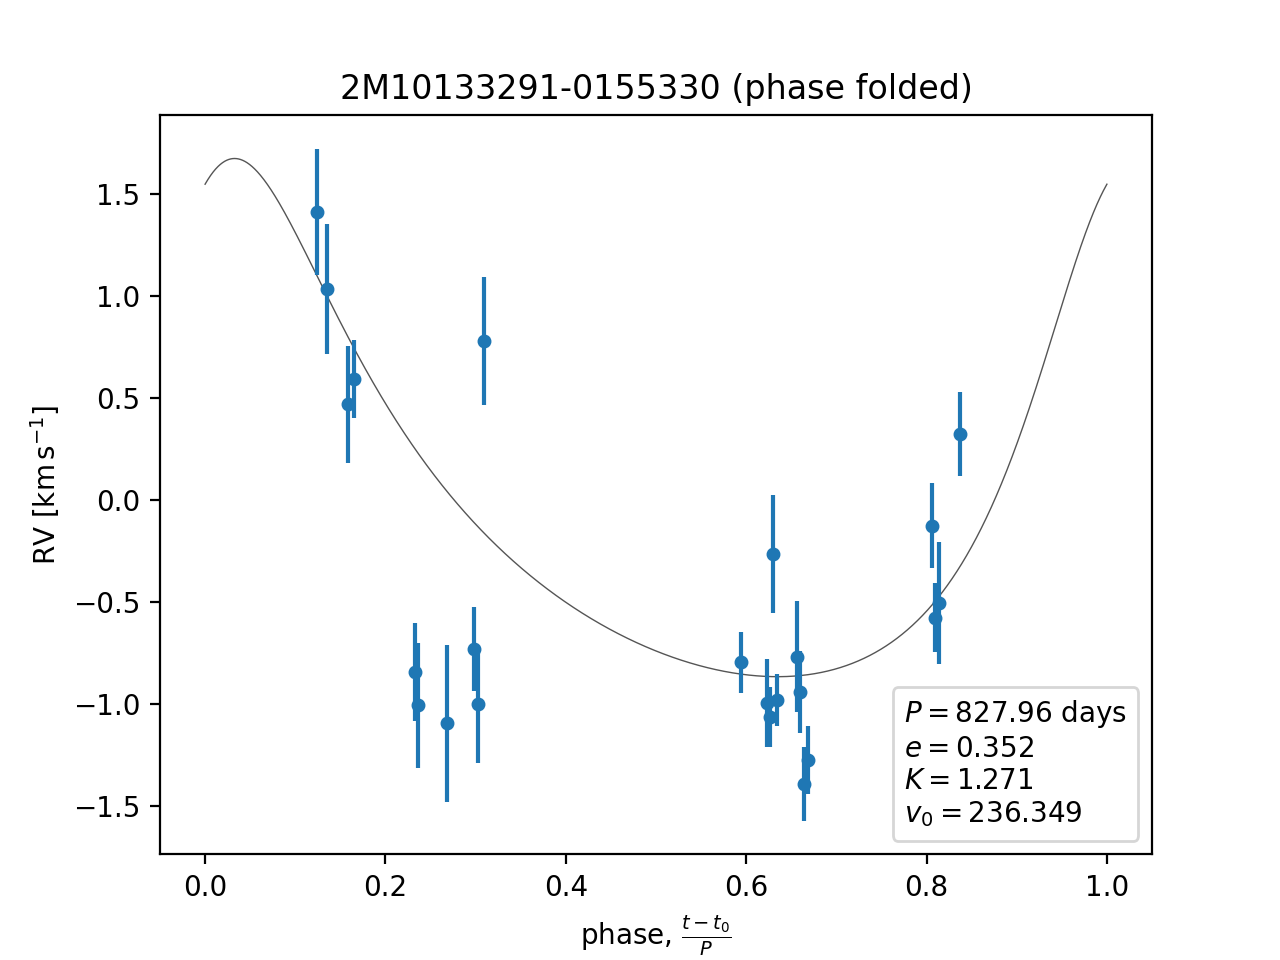 2M10133291-0155330 (phase folded)
RV [km s⁻¹]
1.5
1.0
0.5
0.0
−0.5
−1.0
−1.5
P = 827.96 days
e = 0.352
K = 1.271
v₀ = 236.349
0.0 0.2 0.4 0.6 0.8 1.0
phase, (t − t₀)/P